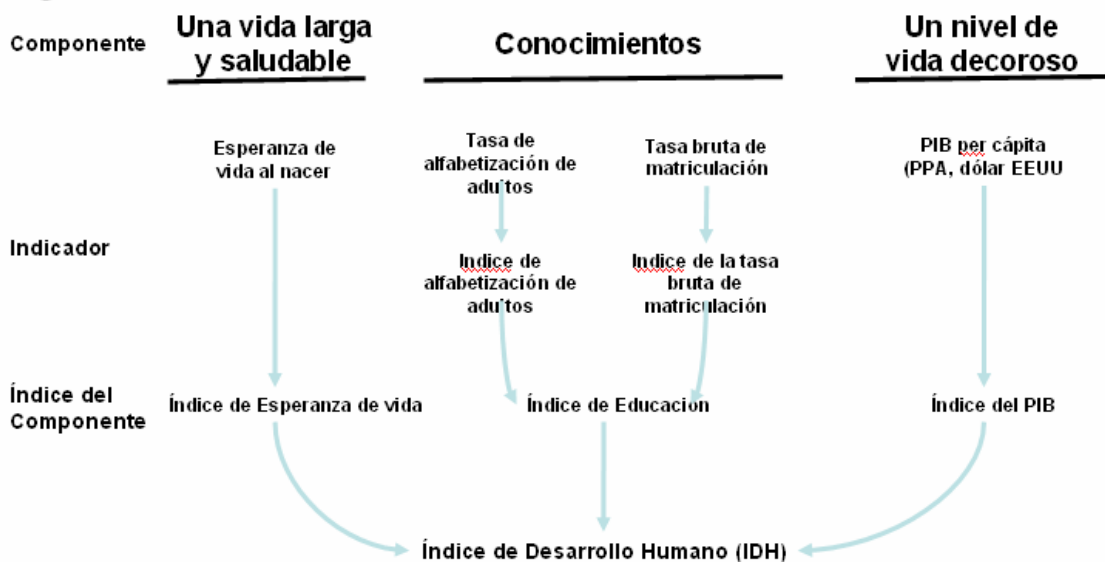 Componente
Una vida larga
y saludable
Conocimientos
Un nivel de
vida decoroso
Esperanza de
vida al nacer
Tasa de
alfabetización de
adultos
Tasa bruta de
matriculación
PIB per cápita
(PPA, dólar EEUU
Indicador
Indice de
alfabetización de
adultos
Indice de la tasa
bruta de
matriculación
Índice del
Componente
Índice de Esperanza de vida
Índice de Educación
Índice del PIB
Índice de Desarrollo Humano (IDH)